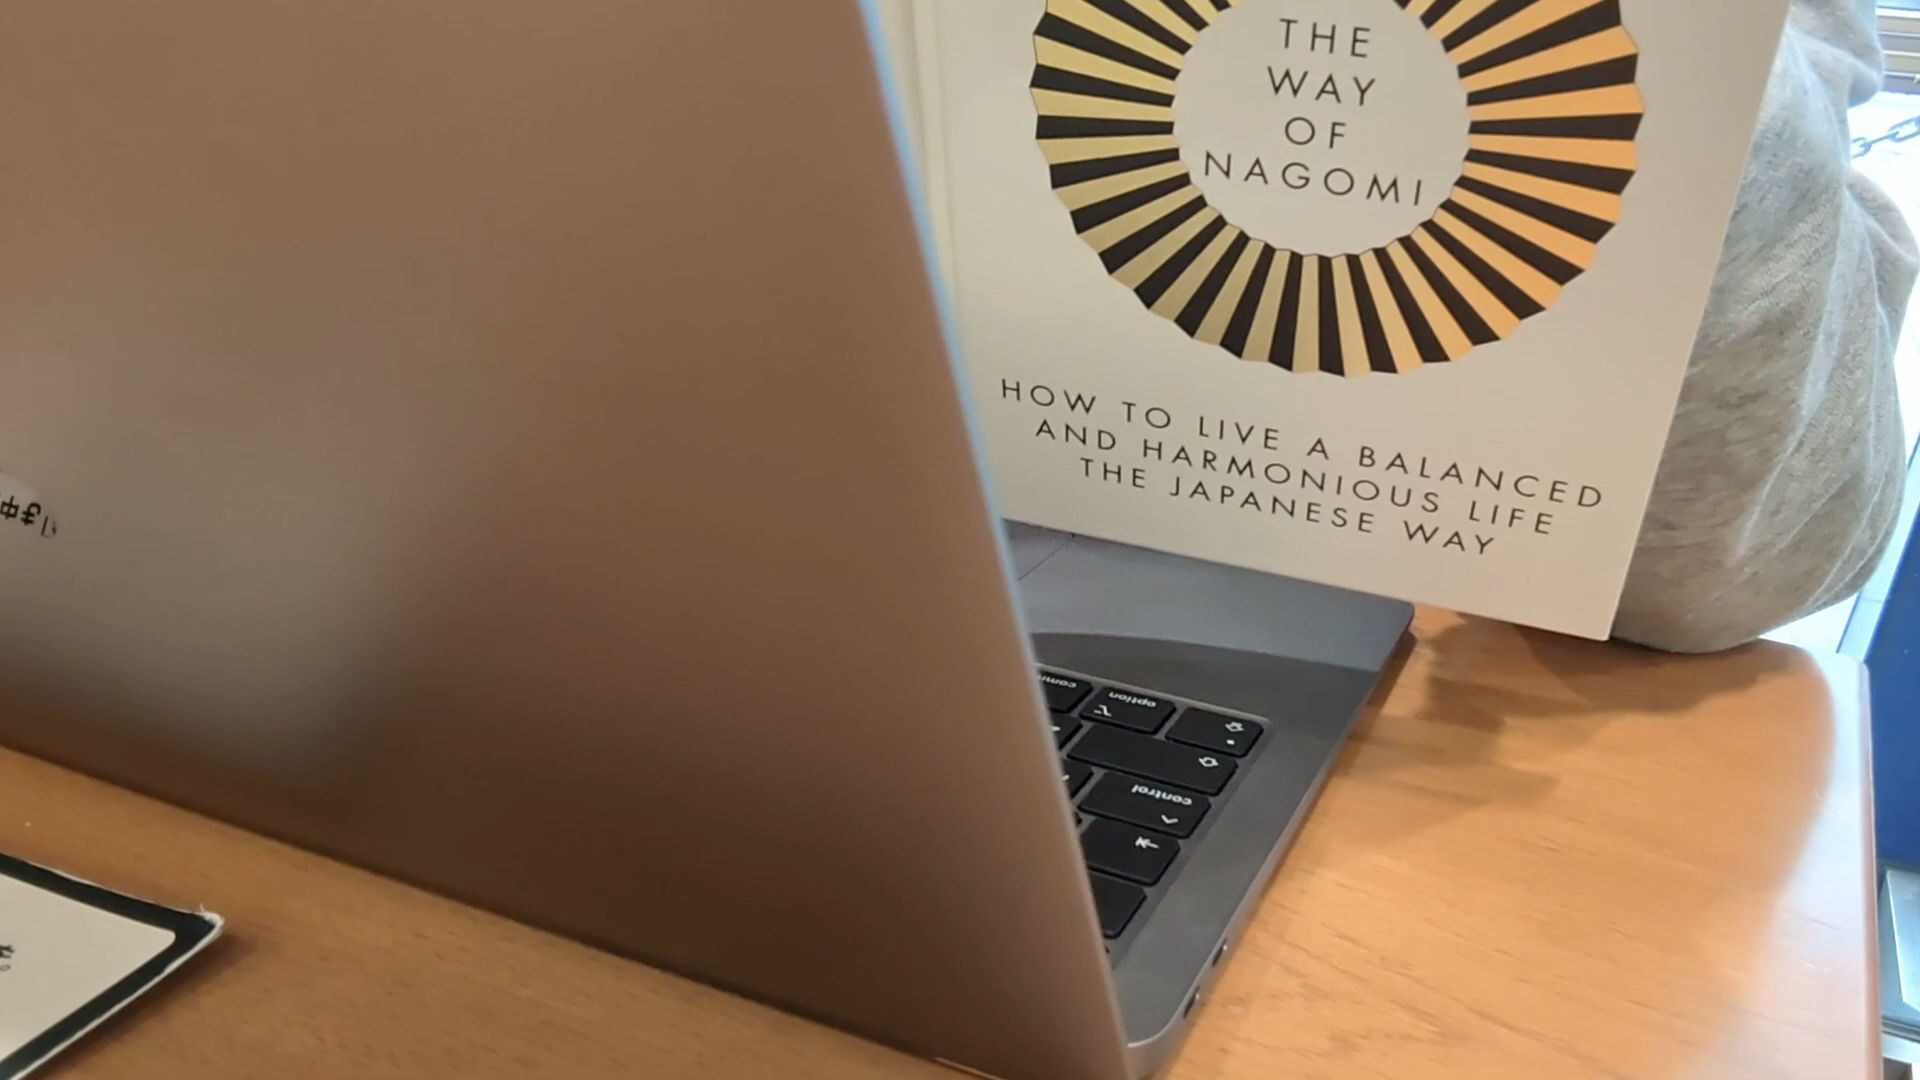 THE
WAY
OF
NAGOMI
HOW TO LIVE A BALANCED
AND HARMONIOUS LIFE
THE JAPANESE WAY
option
control